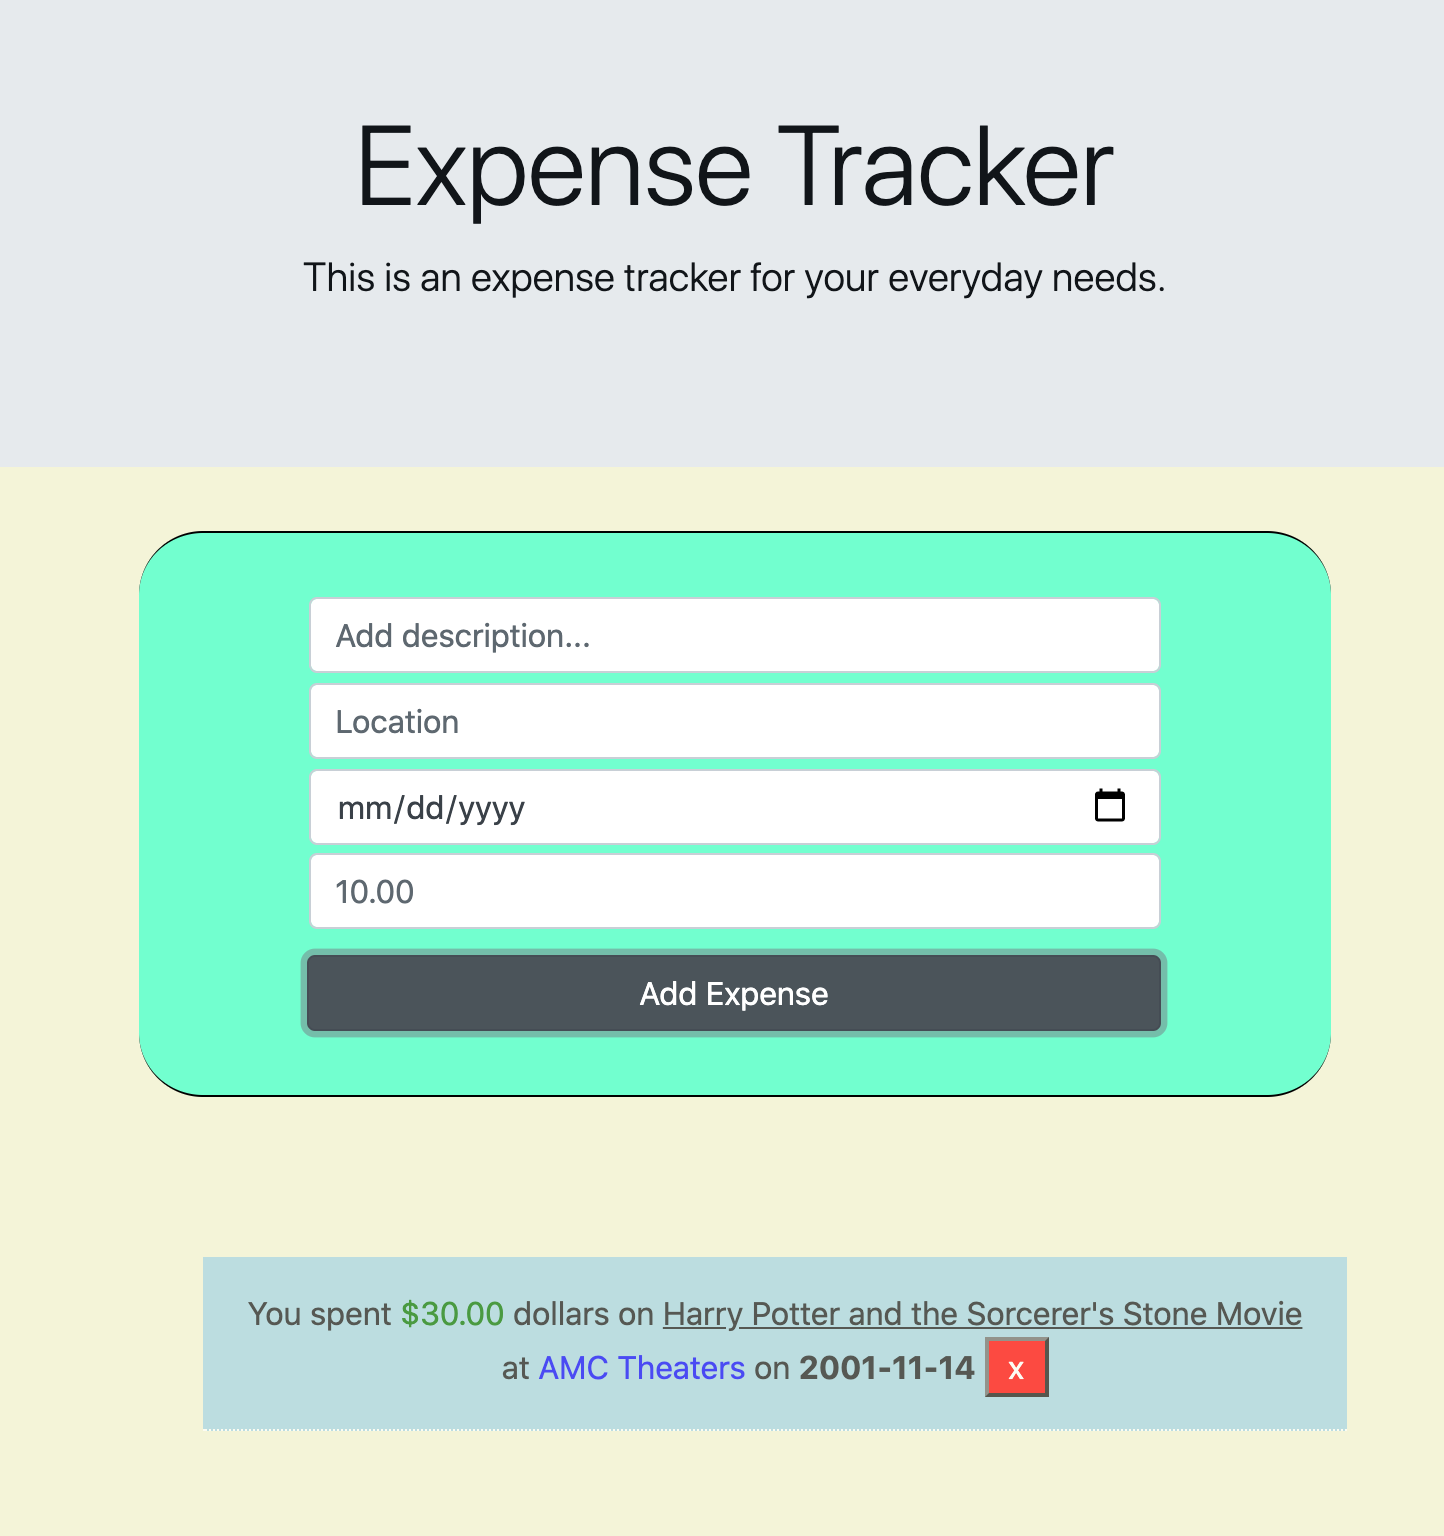 Expense Tracker
This is an expense tracker for your everyday needs.
Add description...
Location
mm/dd/yyyy
10.00
Add Expense
You spent $30.00 dollars on Harry Potter and the Sorcerer's Stone Movie
at AMC Theaters on 2001-11-14 x